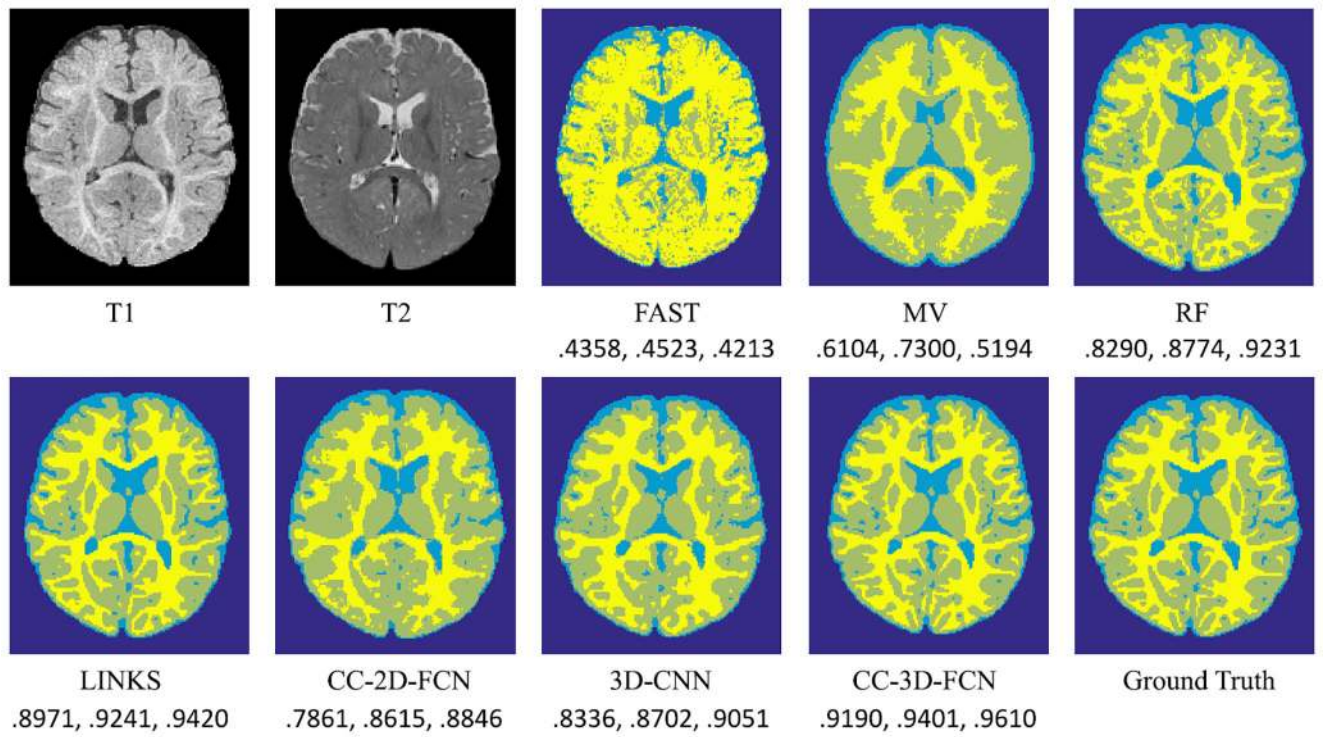 T1 T2 FAST MV RF
.4358, .4523, .4213 .6104, .7300, .5194 .8290, .8774, .9231
LINKS CC-2D-FCN 3D-CNN CC-3D-FCN Ground Truth
.8971, .9241, .9420 .7861, .8615, .8846 .8336, .8702, .9051 .9190, .9401, .9610